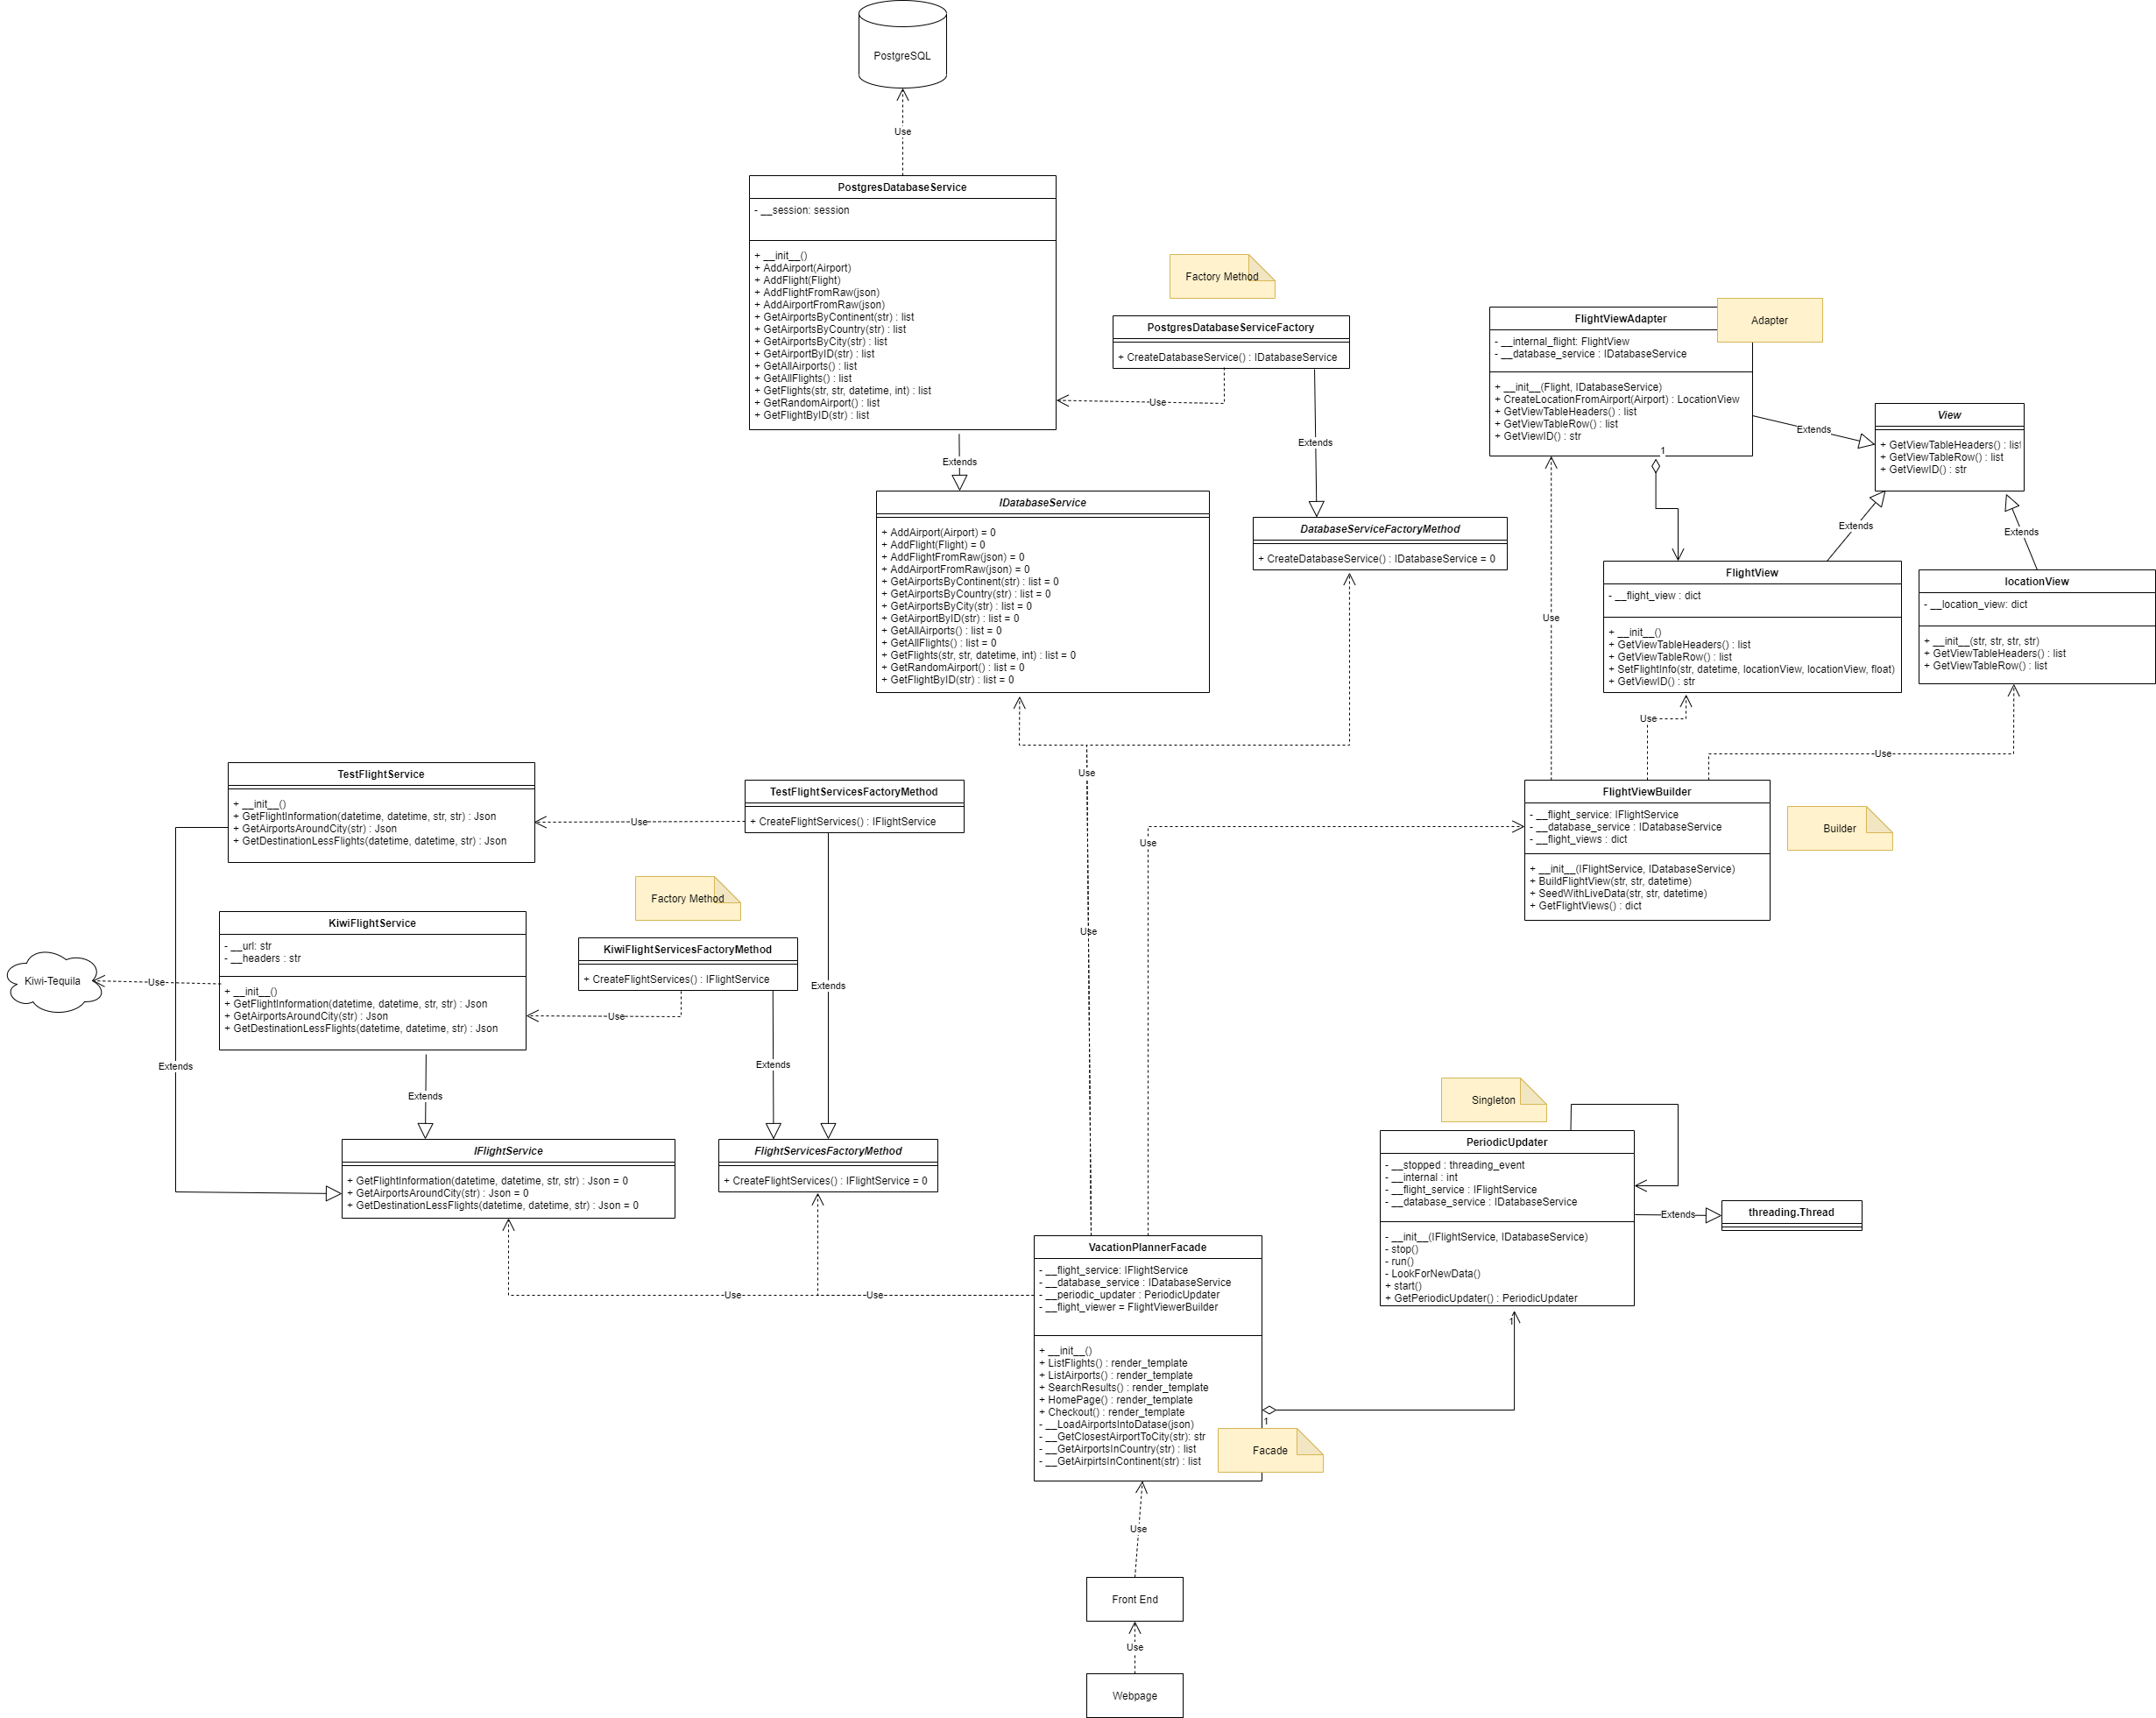 PostgreSQL
Use
PostgresDatabaseService
- __session: session
+ __init__()
+ AddAirport(Airport)
+ AddFlight(Flight)
+ AddFlightFromRaw(json)
+ AddAirportFromRaw(json)
+ GetAirportsByContinent(str) : list
+ GetAirportsByCountry(str) : list
+ GetAirportsByCity(str) : list
+ GetAirportByID(str) : list
+ GetAllAirports() : list
+ GetAllFlights() : list
+ GetFlights(str, str, datetime, int) : list
+ GetRandomAirport() : list
+ GetFlightByID(str) : list
Factory Method
PostgresDatabaseServiceFactory
+ CreateDatabaseService() : IDatabaseService
Use
Extends
Extends
IDatabaseService
+ AddAirport(Airport) = 0
+ AddFlight(Flight) = 0
+ AddFlightFromRaw(json) = 0
+ AddAirportFromRaw(json) = 0
+ GetAirportsByContinent(str) : list = 0
+ GetAirportsByCountry(str) : list = 0
+ GetAirportsByCity(str) : list = 0
+ GetAirportByID(str) : list = 0
+ GetAllAirports() : list = 0
+ GetAllFlights() : list = 0
+ GetFlights(str, str, datetime, int) : list = 0
+ GetRandomAirport() : list = 0
+ GetFlightByID(str) : list = 0
DatabaseServiceFactoryMethod
+ CreateDatabaseService() : IDatabaseService = 0
FlightViewAdapter
Adapter
- __internal_flight: FlightView
- __database_service : IDatabaseService
+ __init__(Flight, IDatabaseService)
+ CreateLocationFromAirport(Airport) : LocationView
+ GetViewTableHeaders() : list
+ GetViewTableRow() : list
+ GetViewID() : str
1
Extends
View
+ GetViewTableHeaders() : list
+ GetViewTableRow() : list
+ GetViewID() : str
Extends
Extends
FlightView
- __flight_view : dict
+ __init__()
+ GetViewTableHeaders() : list
+ GetViewTableRow() : list
+ SetFlightInfo(str, datetime, locationView, locationView, float)
+ GetViewID() : str
locationView
- __location_view: dict
+ __init__(str, str, str, str)
+ GetViewTableHeaders() : list
+ GetViewTableRow() : list
Use
Use
Use
FlightViewBuilder
- __flight_service: IFlightService
- __database_service : IDatabaseService
- __flight_views : dict
+ __init__(IFlightService, IDatabaseService)
+ BuildFlightView(str, str, datetime)
+ SeedWithLiveData(str, str, datetime)
+ GetFlightViews() : dict
Builder
Use
Use
Use
TestFlightService
+ __init__()
+ GetFlightInformation(datetime, datetime, str, str) : Json
+ GetAirportsAroundCity(str) : Json
+ GetDestinationLessFlights(datetime, datetime, str) : Json
Use
TestFlightServicesFactoryMethod
+ CreateFlightServices() : IFlightService
Factory Method
KiwiFlightService
- __url: str
- __headers : str
+ __init__()
+ GetFlightInformation(datetime, datetime, str, str) : Json
+ GetAirportsAroundCity(str) : Json
+ GetDestinationLessFlights(datetime, datetime, str) : Json
KiwiFlightServicesFactoryMethod
+ CreateFlightServices() : IFlightService
Kiwi-Tequila
Use
Use
Extends
Extends
Extends
Extends
IFlightService
+ GetFlightInformation(datetime, datetime, str, str) : Json = 0
+ GetAirportsAroundCity(str) : Json = 0
+ GetDestinationLessFlights(datetime, datetime, str) : Json = 0
FlightServicesFactoryMethod
+ CreateFlightServices() : IFlightService = 0
Use
Use
Singleton
PeriodicUpdater
- __stopped : threading_event
- __internal : int
- __flight_service : IFlightService
- __database_service : IDatabaseService
- __init__(IFlightService, IDatabaseService)
- stop()
- run()
- LookForNewData()
+ start()
+ GetPeriodicUpdater() : PeriodicUpdater
Extends
threading.Thread
1
VacationPlannerFacade
- __flight_service: IFlightService
- __database_service : IDatabaseService
- __periodic_updater : PeriodicUpdater
- __flight_viewer = FlightViewerBuilder
+ __init__()
+ ListFlights() : render_template
+ ListAirports() : render_template
+ SearchResults() : render_template
+ HomePage() : render_template
+ Checkout() : render_template
- __LoadAirportsIntoDatase(json)
- __GetClosestAirportToCity(str): str
- __GetAirportsInCountry(str) : list
- __GetAirpirtsInContinent(str) : list
1
Facade
Use
Front End
Use
Webpage